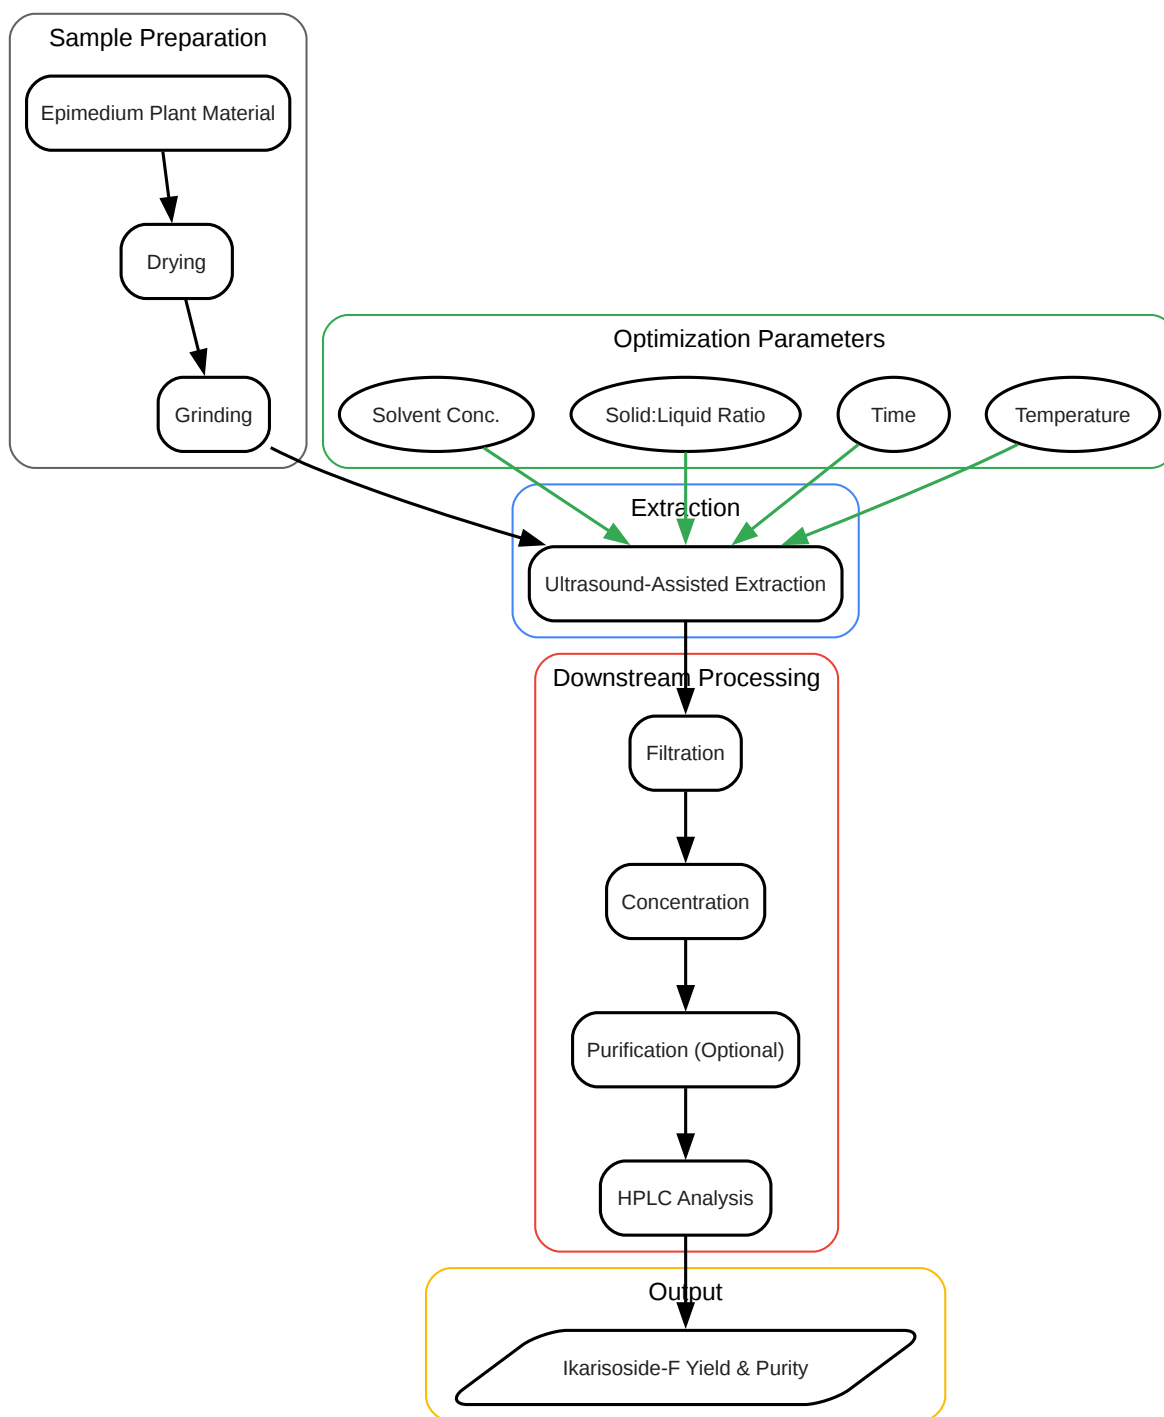 Sample Preparation
Epimedium Plant Material
Drying
Grinding
Optimization Parameters
Solvent Conc.
Solid:Liquid Ratio
Time
Temperature
Extraction
Ultrasound-Assisted Extraction
Downstream Processing
Filtration
Concentration
Purification (Optional)
HPLC Analysis
Output
Ikarisoside-F Yield & Purity